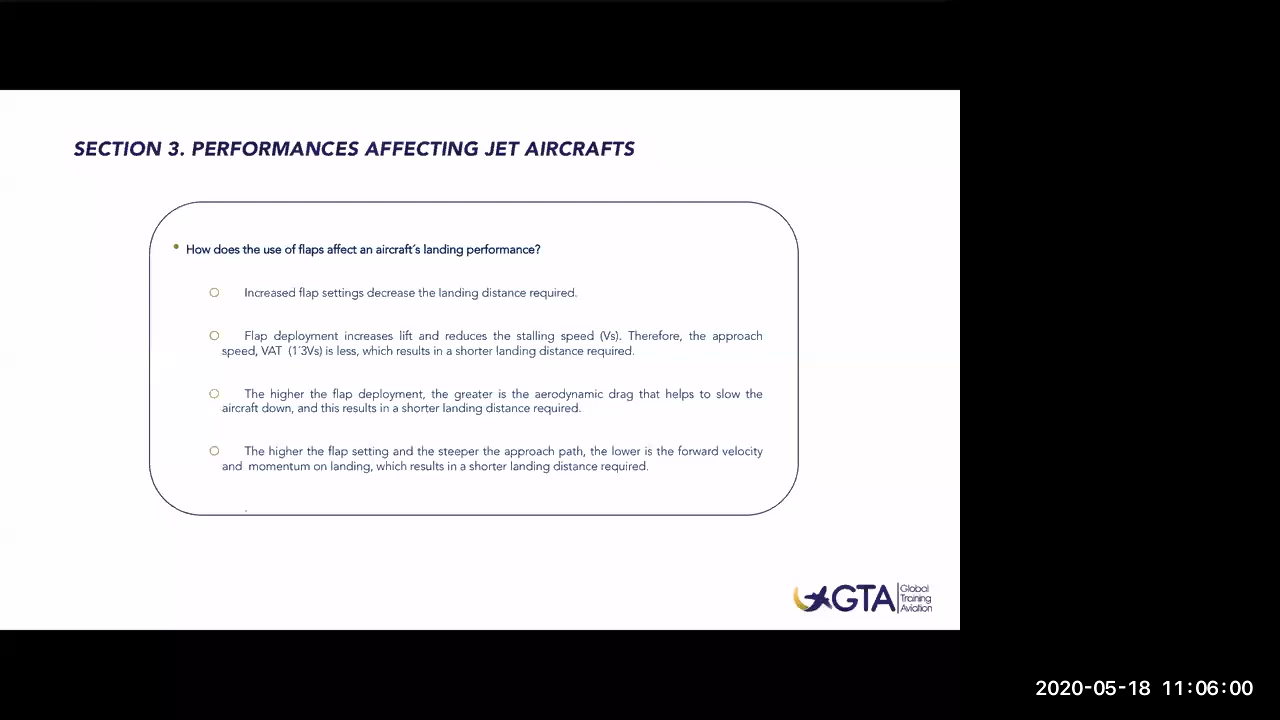 SECTION 3. PERFORMANCES AFFECTING JET AIRCRAFTS
• How does the use of flaps affect an aircraft´s landing performance?
○ Increased flap settings decrease the landing distance required.
○ Flap deployment increases lift and reduces the stalling speed (Vs). Therefore, the approach
speed, VAT (1´3Vs) is less, which results in a shorter landing distance required.
○ The higher the flap deployment, the greater is the aerodynamic drag that helps to slow the
aircraft down, and this results in a shorter landing distance required.
○ The higher the flap setting and the steeper the approach path, the lower is the forward velocity
and momentum on landing, which results in a shorter landing distance required.
.
GTA
Global
Training
Aviation
2020-05-18 11:06:00